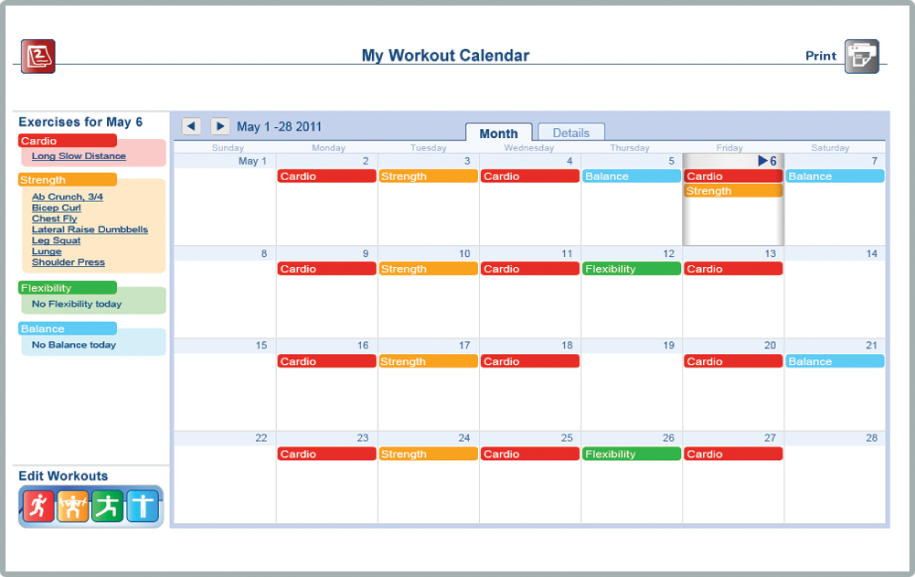 My Workout Calendar
Print
Exercises for May 6
Cardio
Long Slow Distance
Strength
Ab Crunch, 3/4
Bicep Curl
Chest Fly
Lateral Raise Dumbbells
Leg Squat
Lunge
Shoulder Press
Flexibility
No Flexibility today
Balance
No Balance today
Edit Workouts
May 1 -28 2011
Month
Details
Sunday Monday Tuesday Wednesday Thursday Friday Saturday
May 1 2 3 4 5 6 7
Cardio Strength Cardio Balance Cardio Balance
Strength
8 9 10 11 12 13 14
Cardio Strength Cardio Flexibility Cardio
15 16 17 18 19 20 21
Cardio Strength Cardio Cardio Balance
22 23 24 25 26 27 28
Cardio Strength Cardio Flexibility Cardio